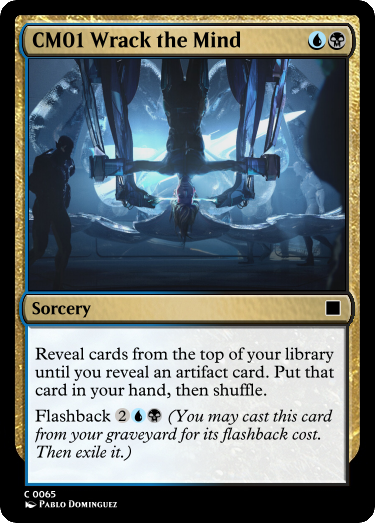 CM01 Wrack the Mind
Sorcery
Reveal cards from the top of your library
until you reveal an artifact card. Put that
card in your hand, then shuffle.
Flashback 2 (You may cast this card
from your graveyard for its flashback cost.
Then exile it.)
C 0065
Pablo Dominguez